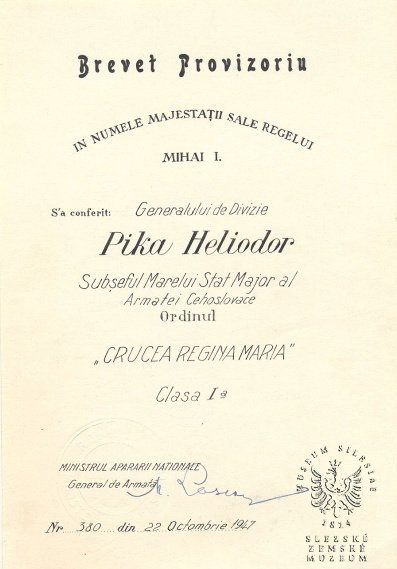 Brevet Provizoriu
IN NUMELE MAJESTAȚII SALE REGELUI
MIHAI I.
S'a conferit: Generalului de Divizie
Pika Heliodor
Subșeful Marelui Stat Major al
Armatei Cehoslovace
Ordinul
„CRUCEA REGINA MARIA"
Clasa Iª
MINISTRUL APARARII NATIONALE
General de Armată
Nr. 380 din 22 Octombrie 1947
MUSEUM SILESIAE
1814
SLEZSKÉ
ZEMSKÉ
MUZEUM